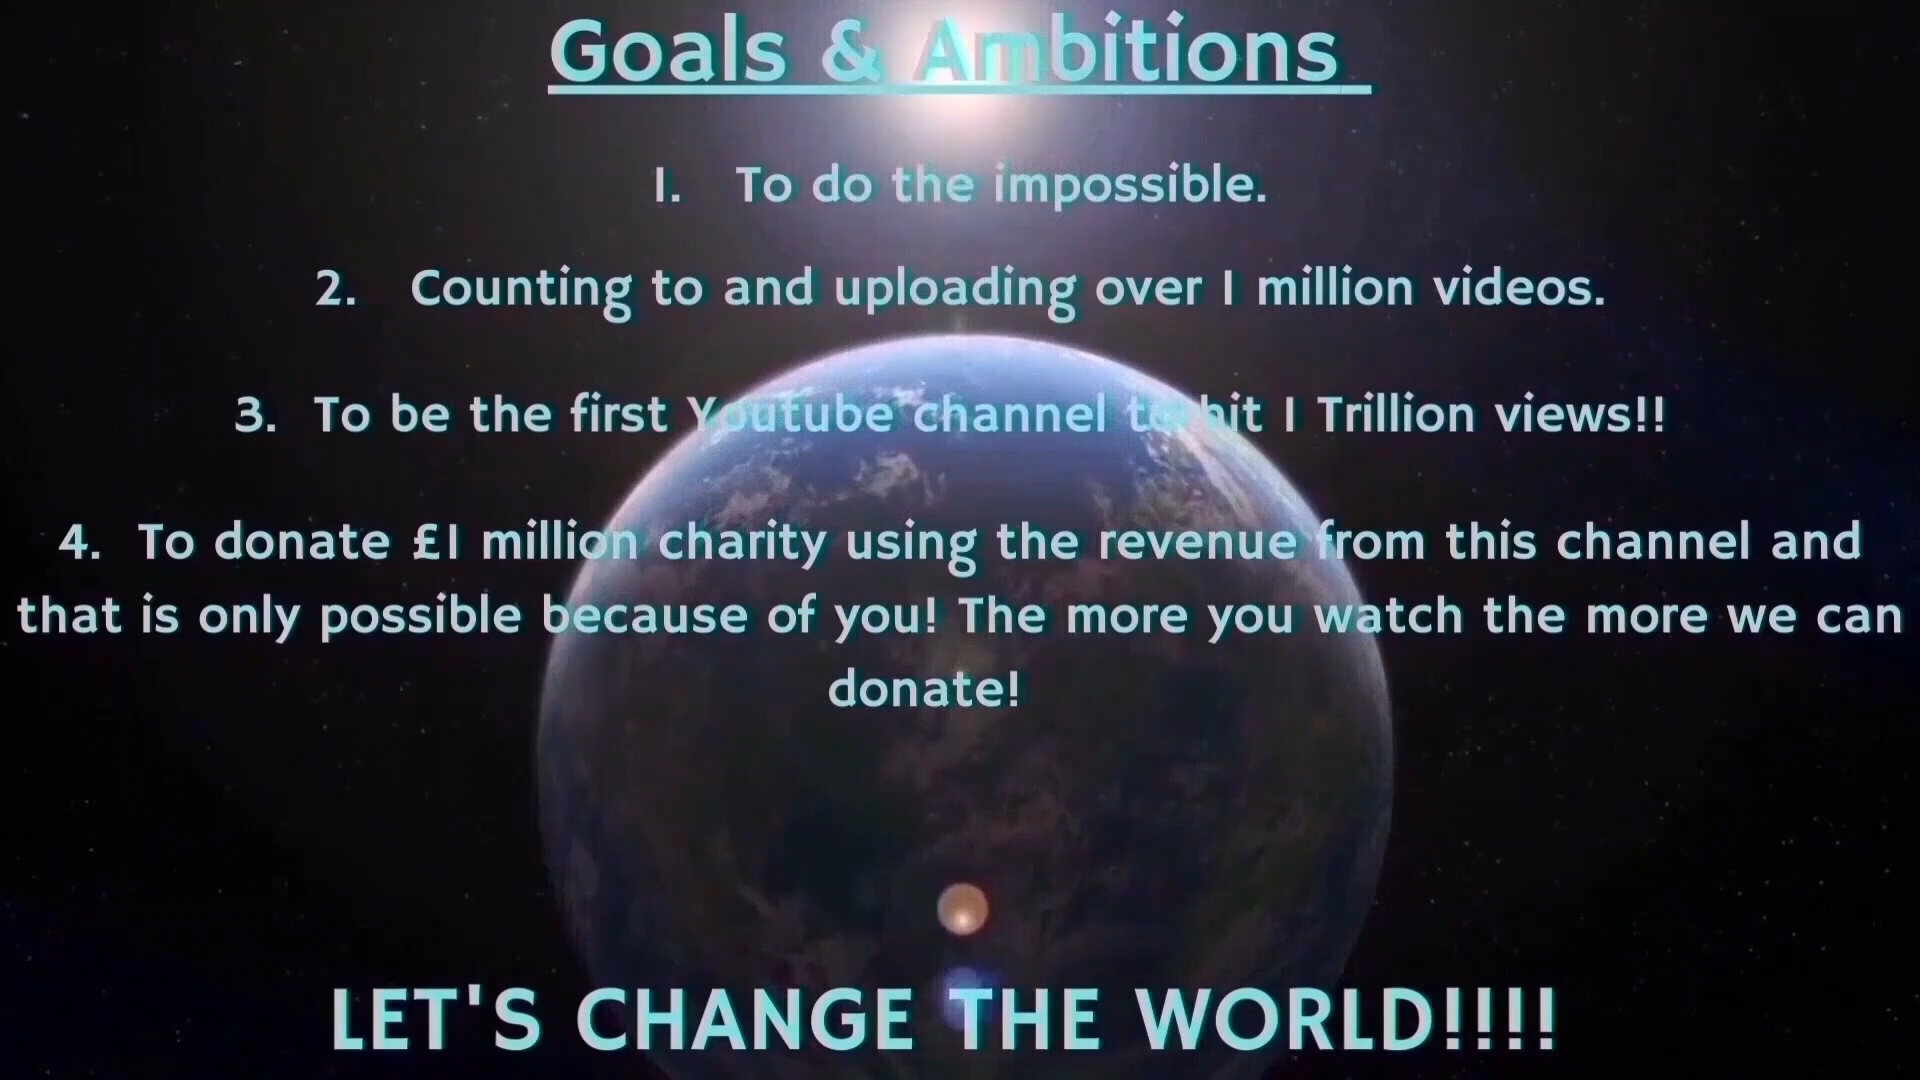 Goals & Ambitions
1. To do the impossible.
2. Counting to and uploading over 1 million videos.
3. To be the first Youtube channel to hit 1 Trillion views!!
4. To donate £1 million charity using the revenue from this channel and
that is only possible because of you! The more you watch the more we can
donate!
LET'S CHANGE THE WORLD!!!!